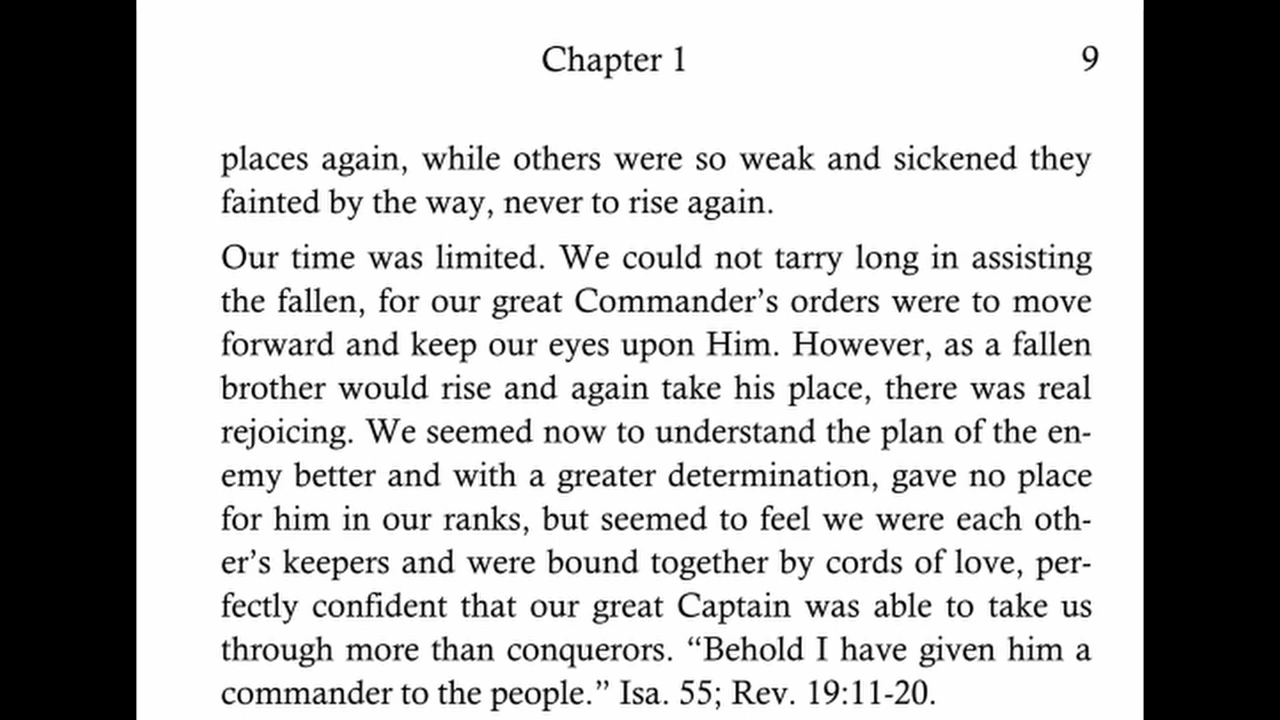 Chapter 1 9
places again, while others were so weak and sickened they
fainted by the way, never to rise again.
Our time was limited. We could not tarry long in assisting
the fallen, for our great Commander’s orders were to move
forward and keep our eyes upon Him. However, as a fallen
brother would rise and again take his place, there was real
rejoicing. We seemed now to understand the plan of the en-
emy better and with a greater determination, gave no place
for him in our ranks, but seemed to feel we were each oth-
er’s keepers and were bound together by cords of love, per-
fectly confident that our great Captain was able to take us
through more than conquerors. “Behold I have given him a
commander to the people.” Isa. 55; Rev. 19:11-20.